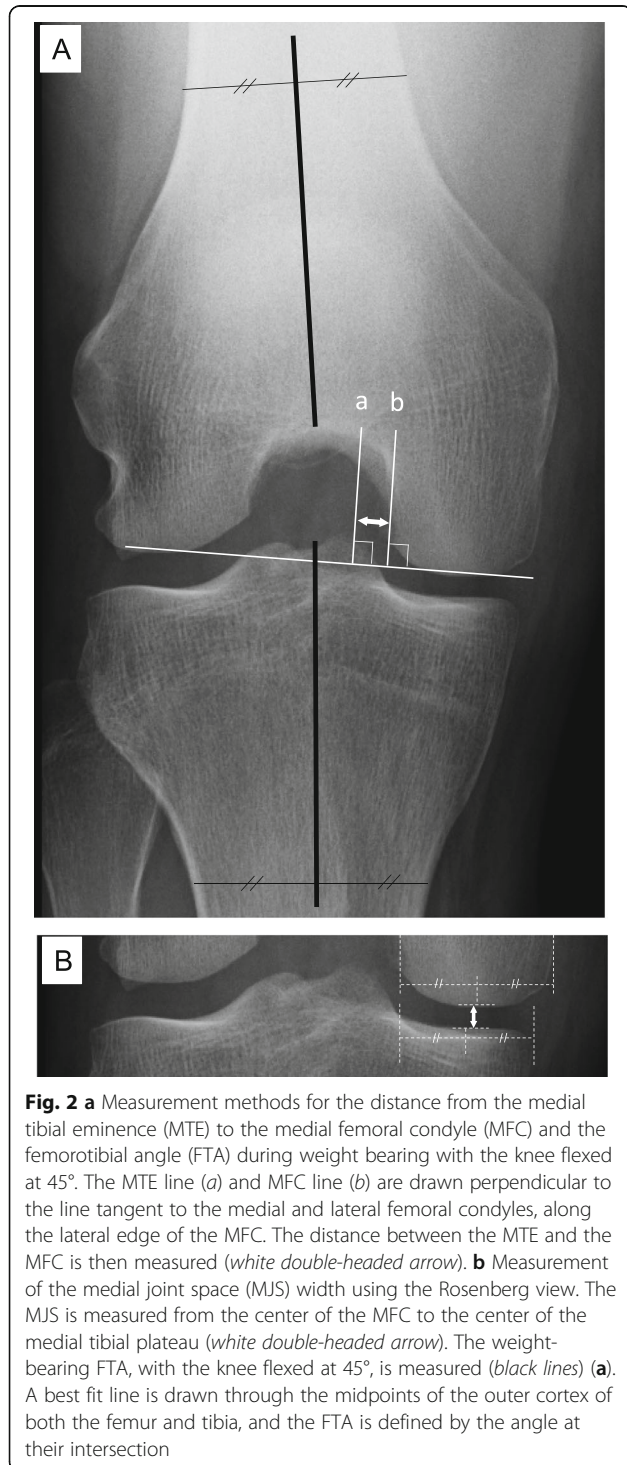 A
a b
B
Fig. 2 a Measurement methods for the distance from the medial
tibial eminence (MTE) to the medial femoral condyle (MFC) and the
femorotibial angle (FTA) during weight bearing with the knee flexed
at 45°. The MTE line (a) and MFC line (b) are drawn perpendicular to
the line tangent to the medial and lateral femoral condyles, along
the lateral edge of the MFC. The distance between the MTE and the
MFC is then measured (white double-headed arrow). b Measurement
of the medial joint space (MJS) width using the Rosenberg view. The
MJS is measured from the center of the MFC to the center of the
medial tibial plateau (white double-headed arrow). The weight-
bearing FTA, with the knee flexed at 45°, is measured (black lines) (a).
A best fit line is drawn through the midpoints of the outer cortex of
both the femur and tibia, and the FTA is defined by the angle at
their intersection